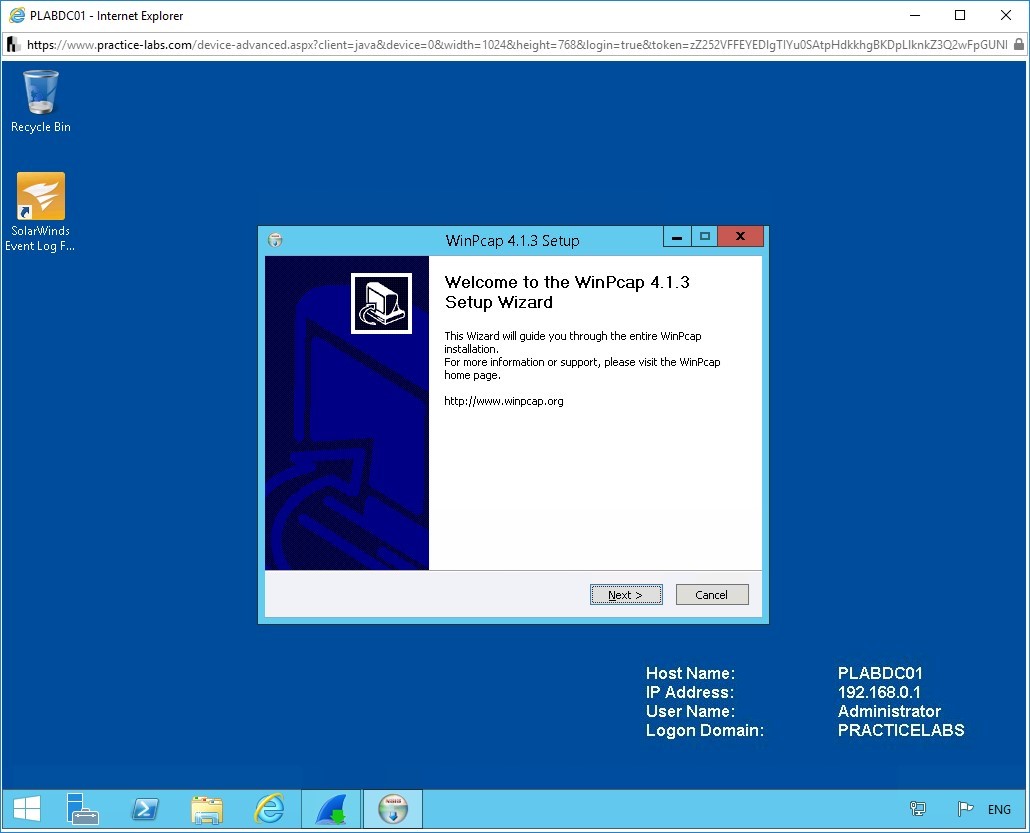 PLABDC01 - Internet Explorer
https://www.practice-labs.com/device-advanced.aspx?client=java&device=0&width=1024&height=768&login=true&token=zZ252VFFEYEDIgTIYu0SAtpHdkkhgBKDpLIknkZ3Q2wFpGUNI
Recycle Bin
SolarWinds
Event Log F...
WinPcap 4.1.3 Setup
Welcome to the WinPcap 4.1.3
Setup Wizard
This Wizard will guide you through the entire WinPcap
installation.
For more information or support, please visit the WinPcap
home page.
http://www.winpcap.org
Next >
Cancel
Host Name: PLABDC01
IP Address: 192.168.0.1
User Name: Administrator
Logon Domain: PRACTICELABS
ENG